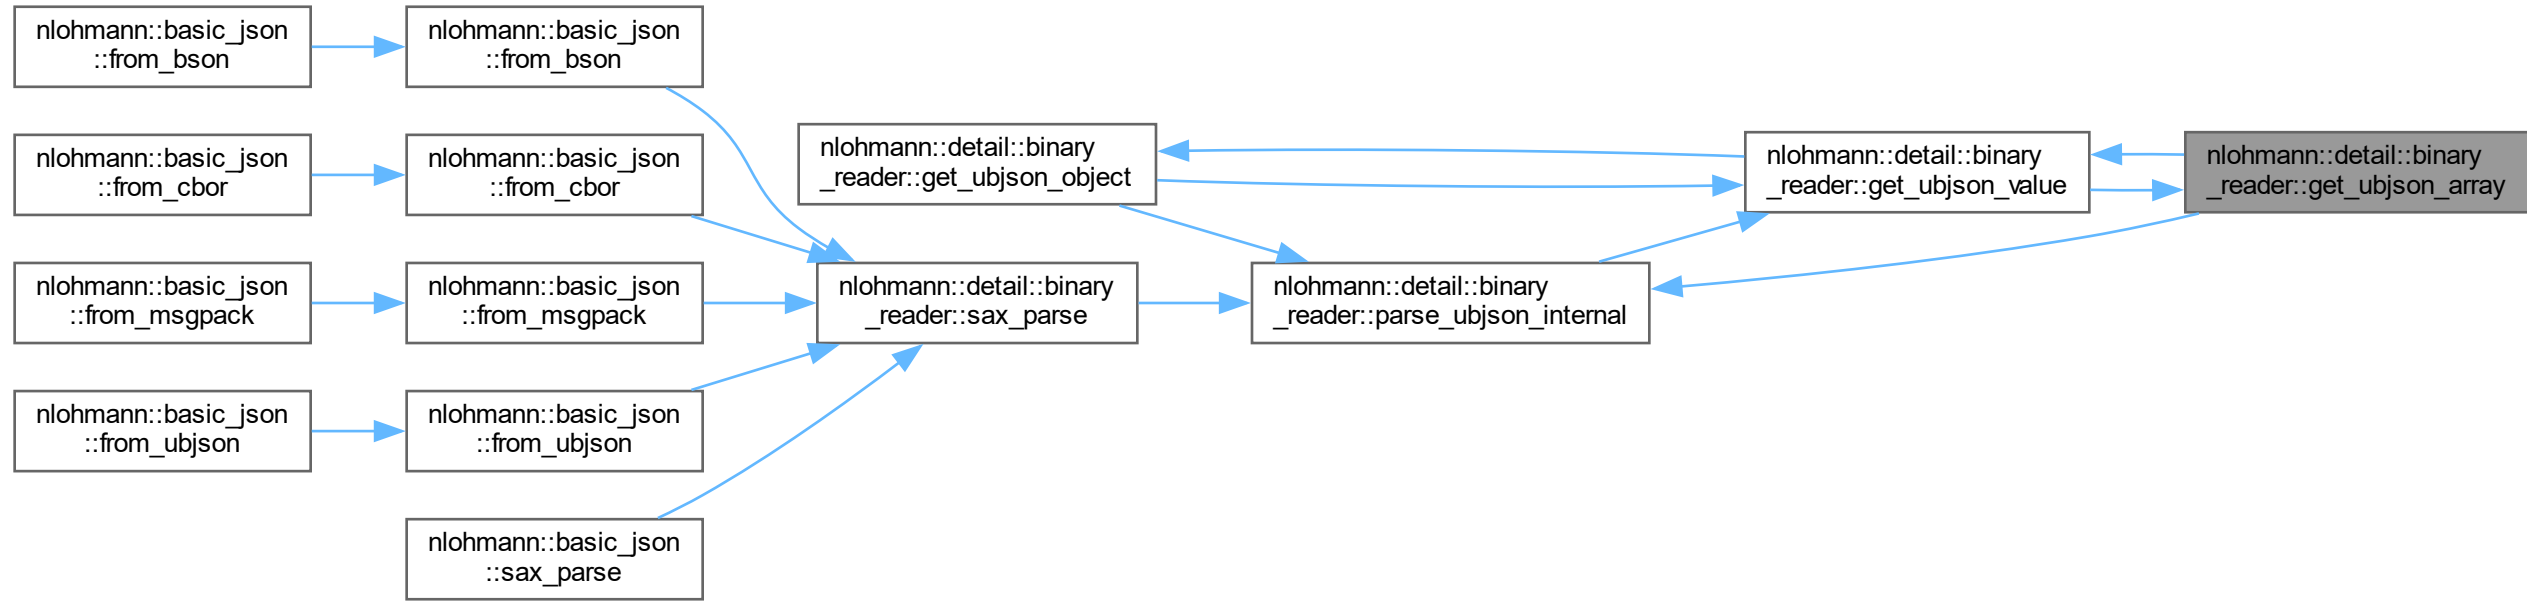 nlohmann::basic_json
::from_bson
nlohmann::basic_json
::from_bson
nlohmann::basic_json
::from_cbor
nlohmann::basic_json
::from_cbor
nlohmann::detail::binary
_reader::get_ubjson_object
nlohmann::detail::binary
_reader::get_ubjson_value
nlohmann::detail::binary
_reader::get_ubjson_array
nlohmann::basic_json
::from_msgpack
nlohmann::basic_json
::from_msgpack
nlohmann::detail::binary
_reader::sax_parse
nlohmann::detail::binary
_reader::parse_ubjson_internal
nlohmann::basic_json
::from_ubjson
nlohmann::basic_json
::from_ubjson
nlohmann::basic_json
::sax_parse